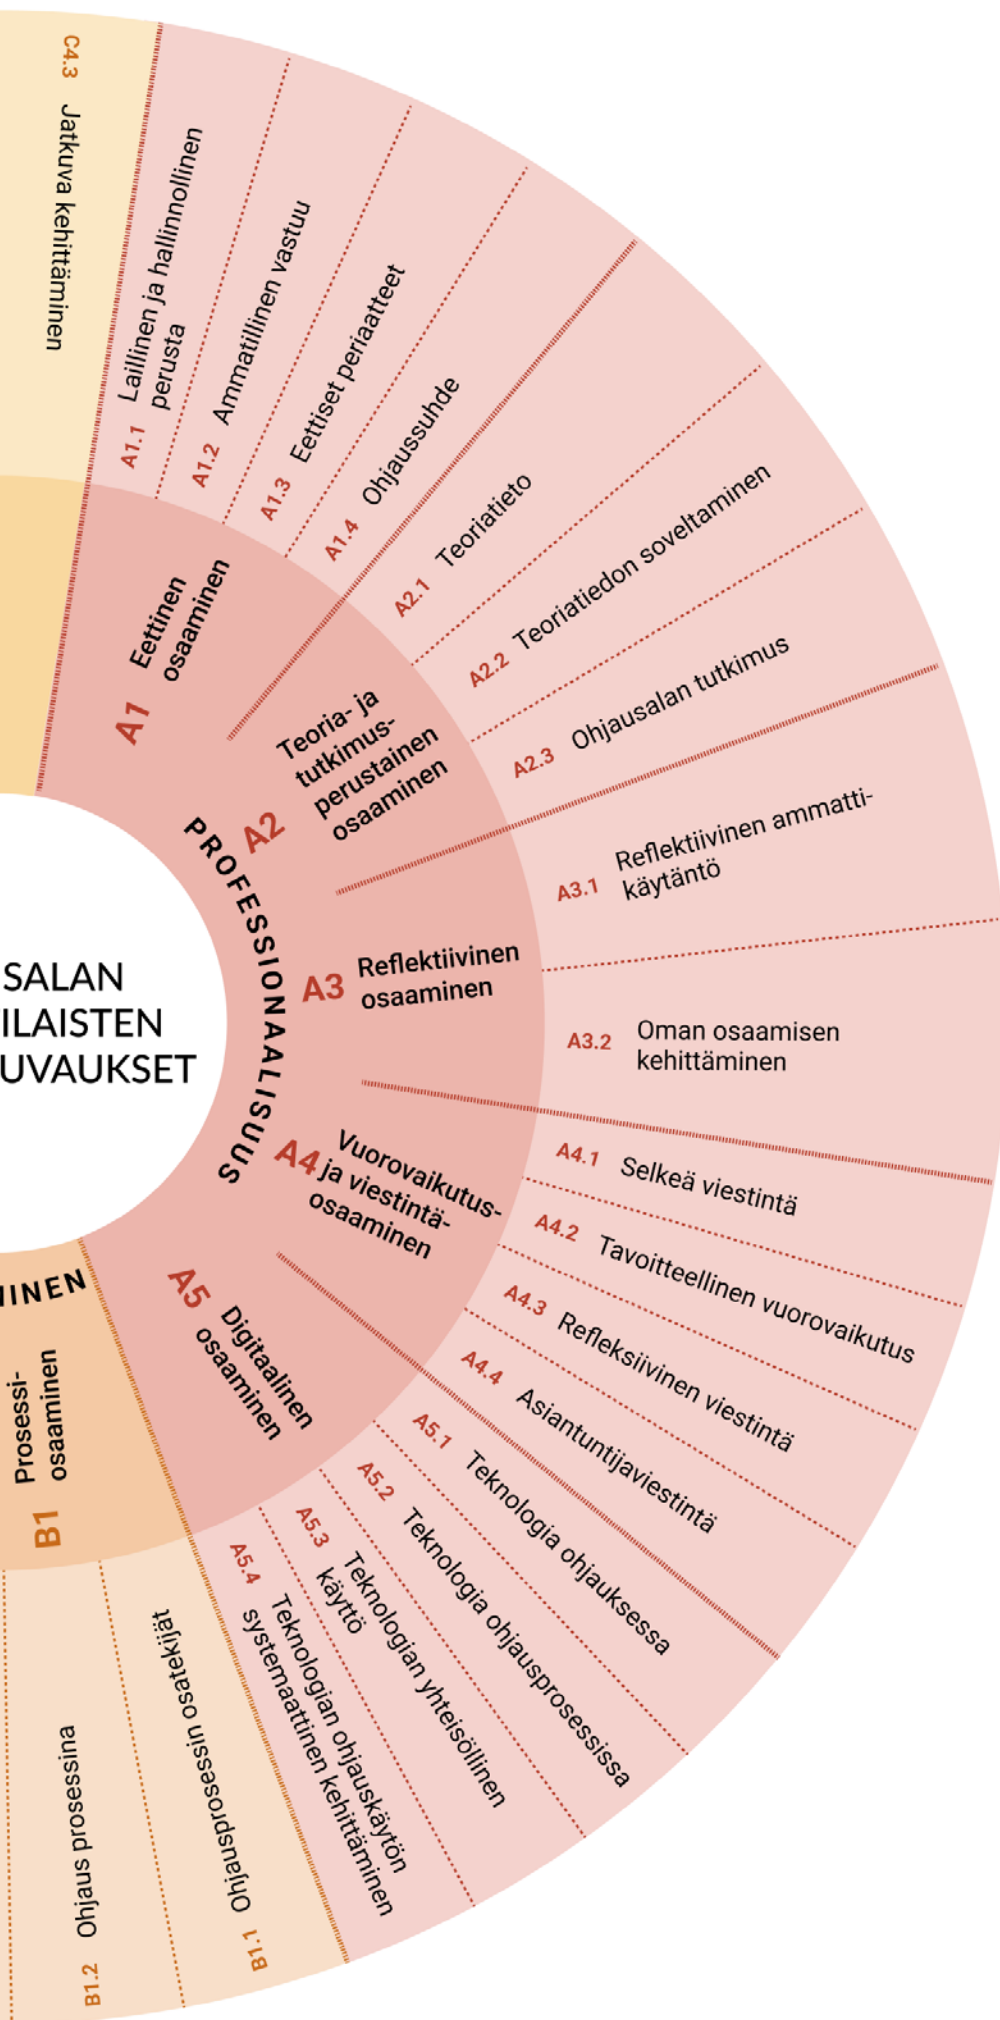 C4.3 Jatkuva kehittäminen
A1.1 Laillinen ja hallinnollinen
perusta
A1.2 Ammatillinen vastuu
A1.3 Eettiset periaatteet
A1.4 Ohjaussuhde
A2.1 Teoriatieto
A2.2 Teoriatiedon soveltaminen
A2.3 Ohjausalan tutkimus
A3.1 Reflektiivinen ammatti-
käytäntö
A3.2 Oman osaamisen
kehittäminen
A4.1 Selkeä viestintä
A4.2 Tavoitteellinen vuorovaikutus
A4.3 Refleksiivinen viestintä
A4.4 Asiantuntijaviestintä
A5.1 Teknologia ohjauksessa
A5.2 Teknologia ohjausprosessissa
A5.3 Teknologian yhteisöllinen
käyttö
A5.4 Teknologian ohjauskäytön
systemaattinen kehittäminen
B1.1 Ohjausprosessin osatekijät
B1.2 Ohjaus prosessina
A1 Eettinen
osaaminen
A2 Teoria- ja
tutkimus-
perustainen
osaaminen
A3 Reflektiivinen
osaaminen
A4 Vuorovaikutus-
ja viestintä-
osaaminen
A5 Digitaalinen
osaaminen
B1 Prosessi-
osaaminen
PROFESSIONAALISUUS
INEN
SALAN
ILAISTEN
UVAUKSET